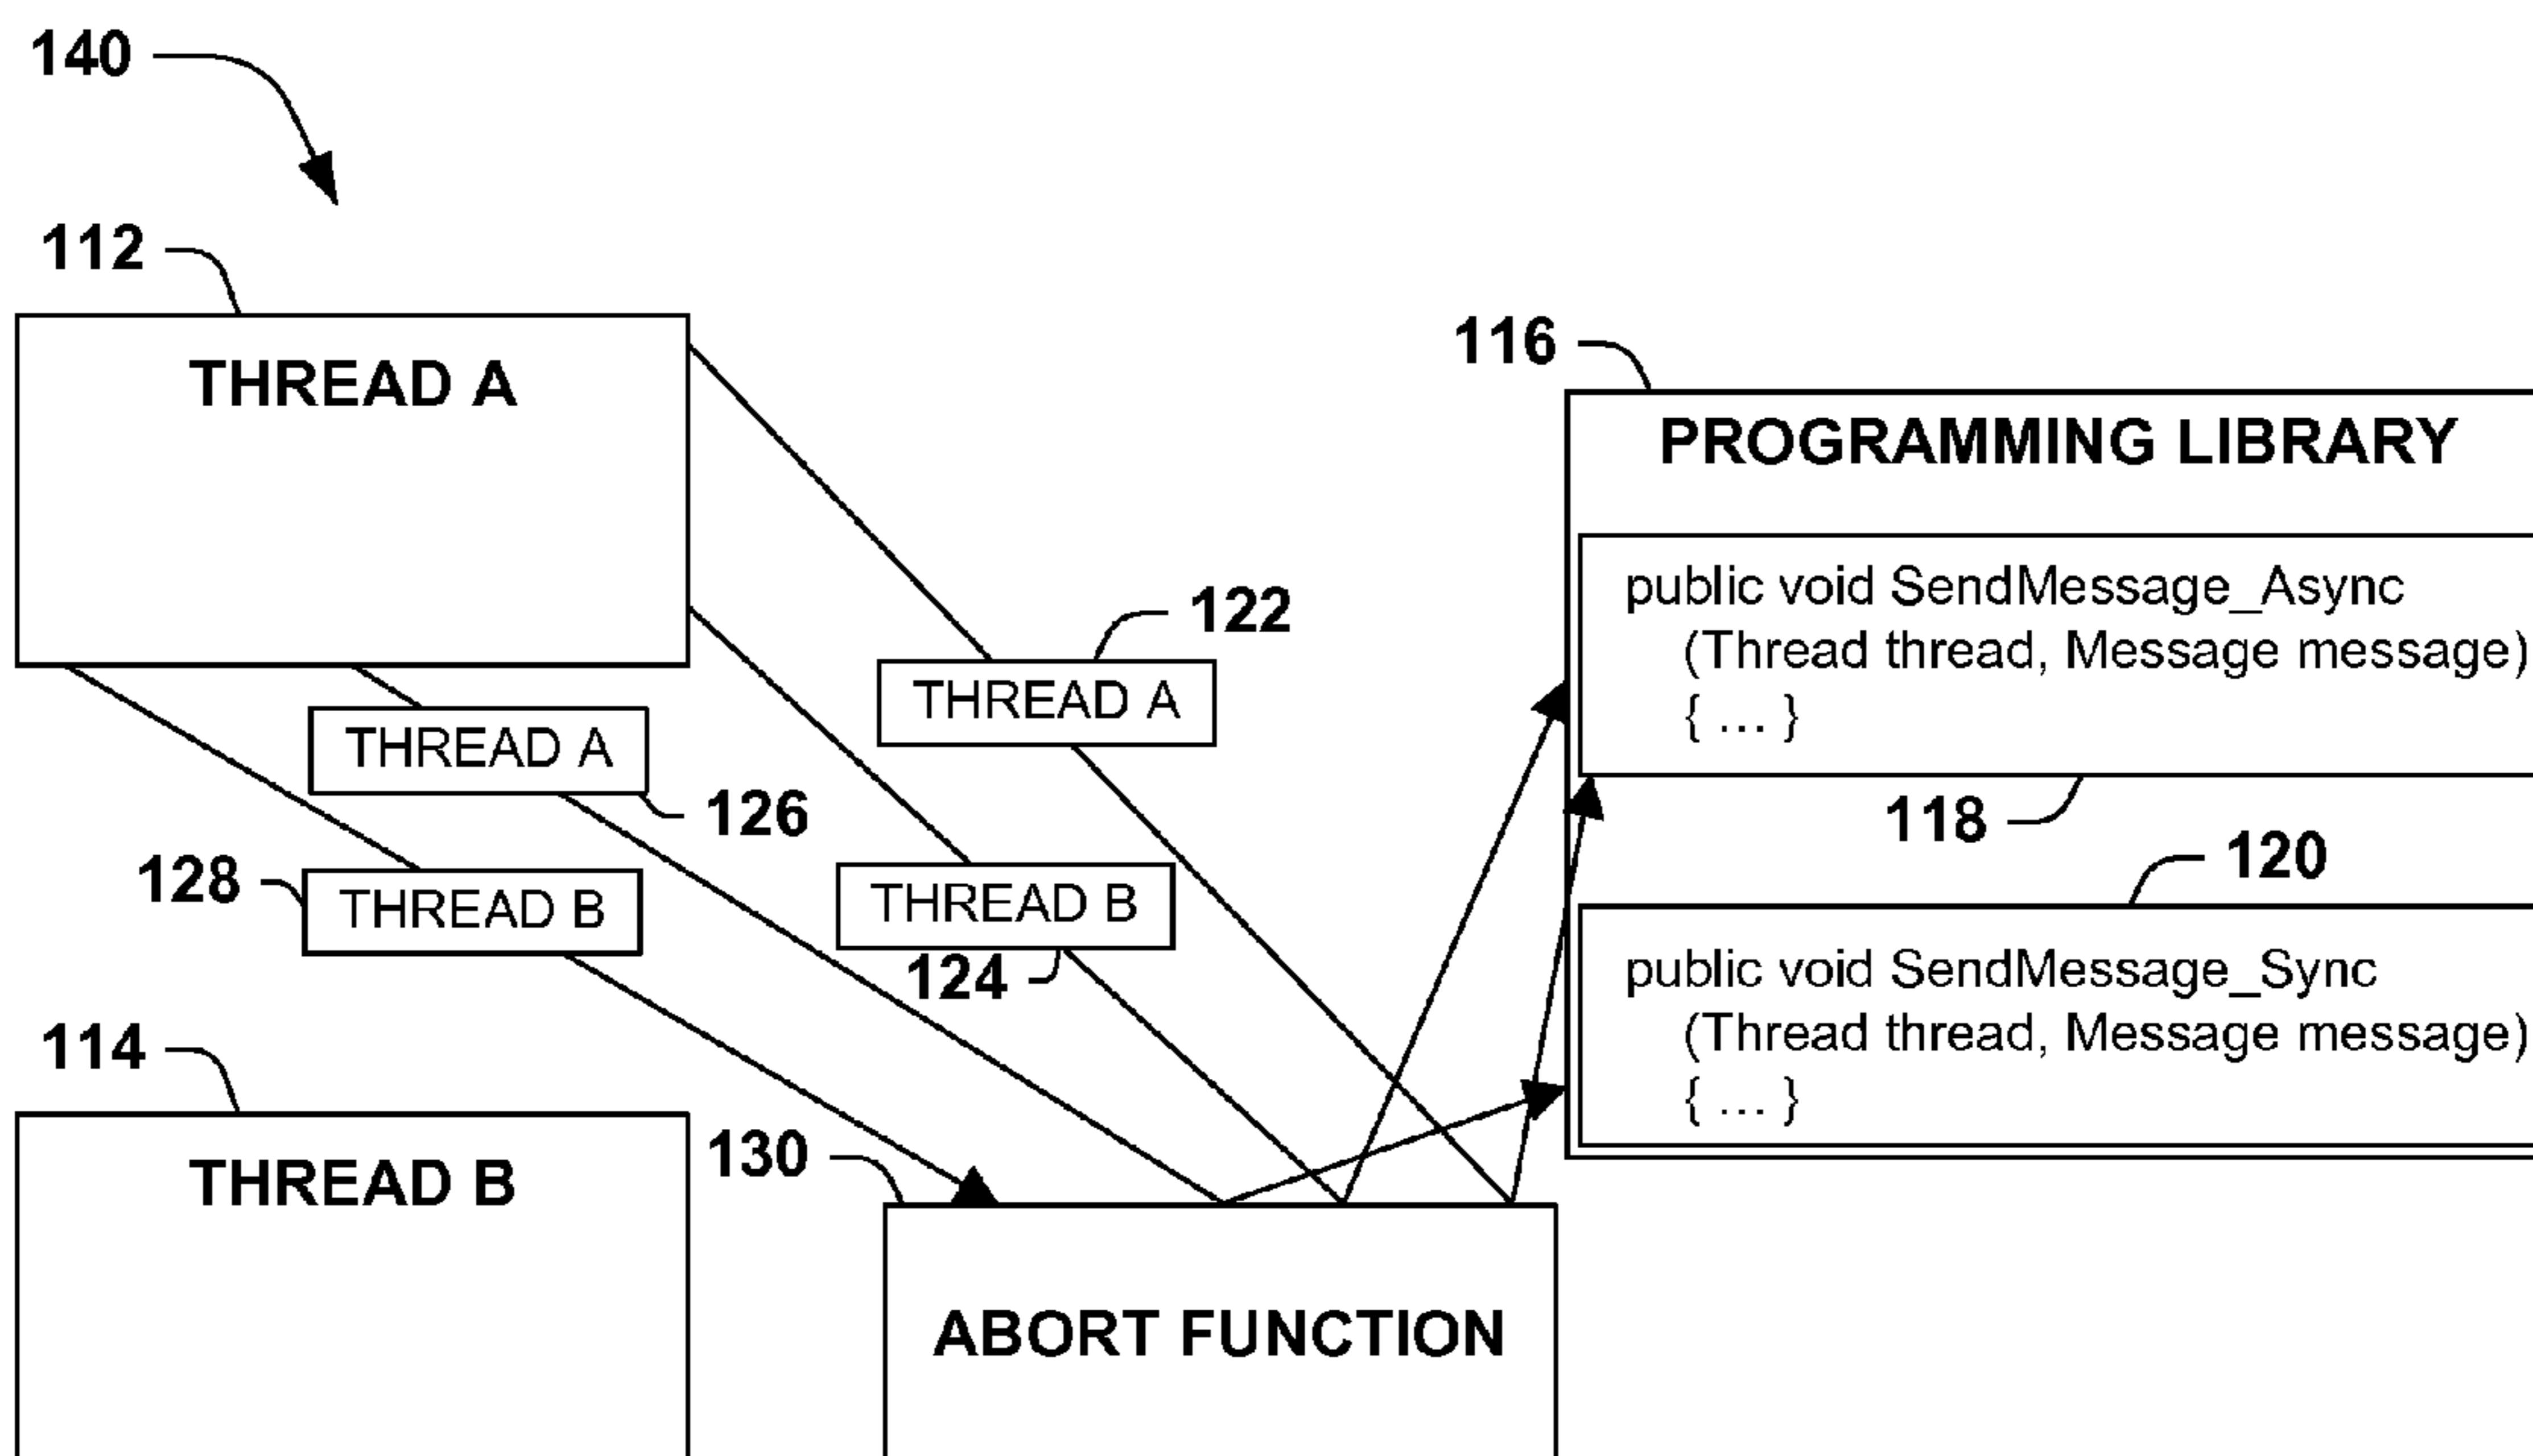 140
112
THREAD A
116
PROGRAMMING LIBRARY
public void SendMessage_Async
(Thread thread, Message message)
{ ... }
122
THREAD A
THREAD A
126
118
120
128
THREAD B
THREAD B
124
public void SendMessage_Sync
(Thread thread, Message message)
{ ... }
114
THREAD B
130
ABORT FUNCTION